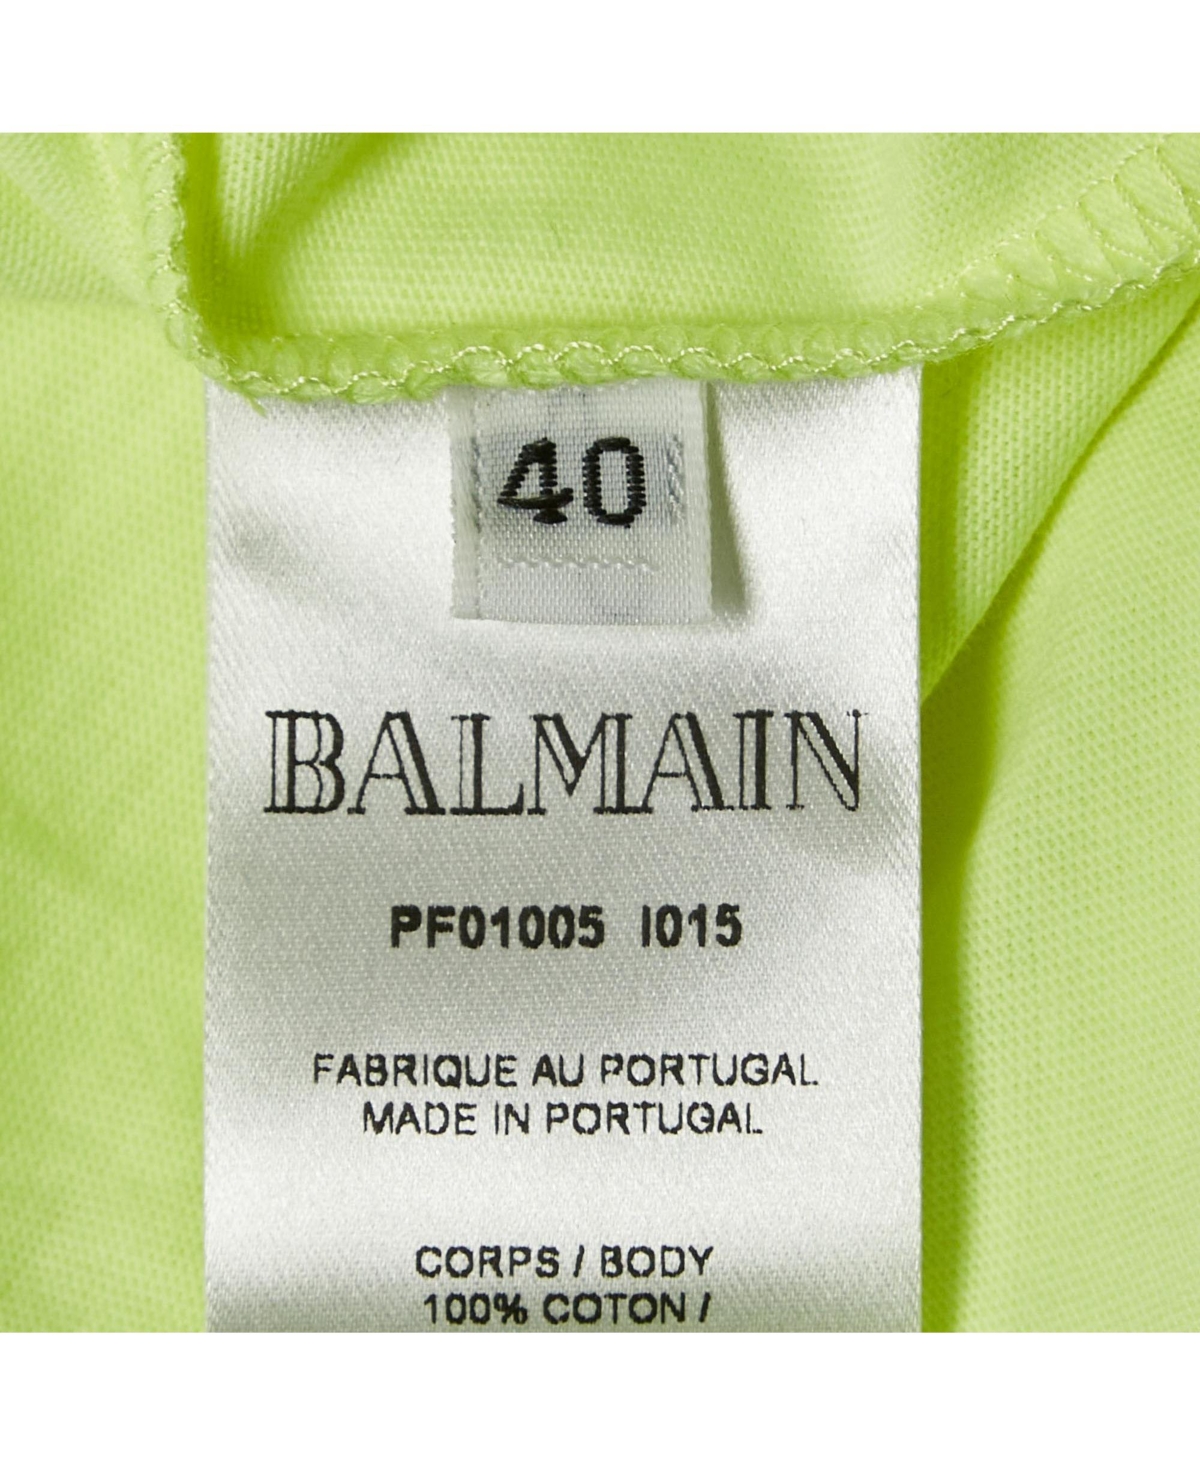 40
BALMAIN
PF01005 I015
FABRIQUE AU PORTUGAL
MADE IN PORTUGAL
CORPS / BODY
100% COTON /